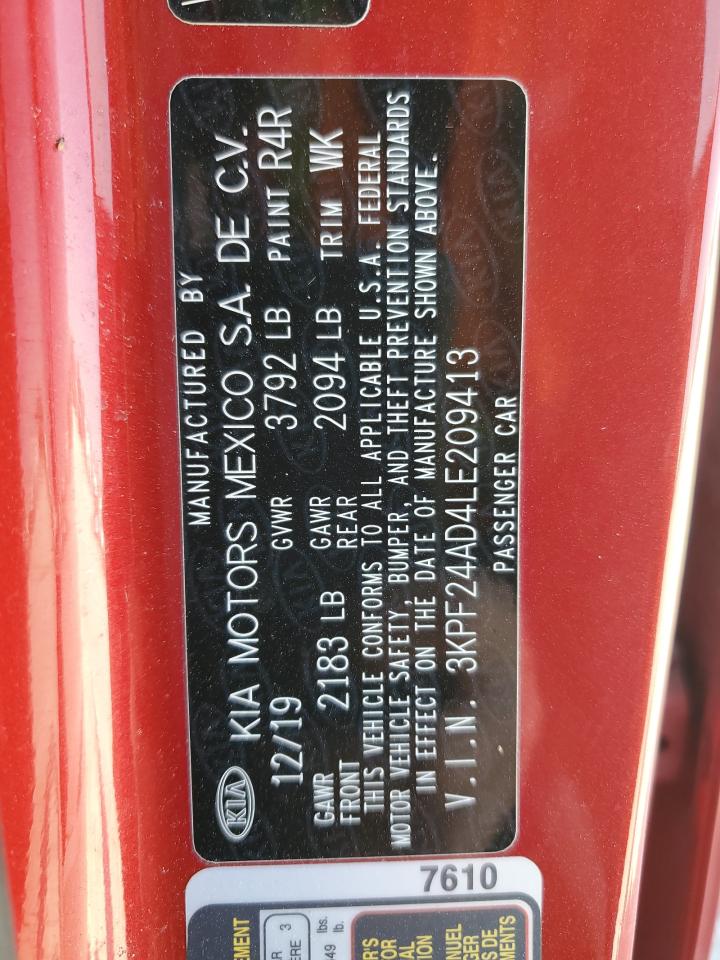 MANUFACTURED BY
KIA KIA MOTORS MEXICO S.A. DE C.V.
12/19 GVWR 3792 LB PAINT R4R
GAWR FRONT 2183 LB GAWR REAR 2094 LB TRIM WK
THIS VEHICLE CONFORMS TO ALL APPLICABLE U.S.A. FEDERAL
MOTOR VEHICLE SAFETY, BUMPER, AND THEFT PREVENTION STANDARDS
IN EFFECT ON THE DATE OF MANUFACTURE SHOWN ABOVE.
V.I.N. 3KPF24AD4LE209413
PASSENGER CAR
7610